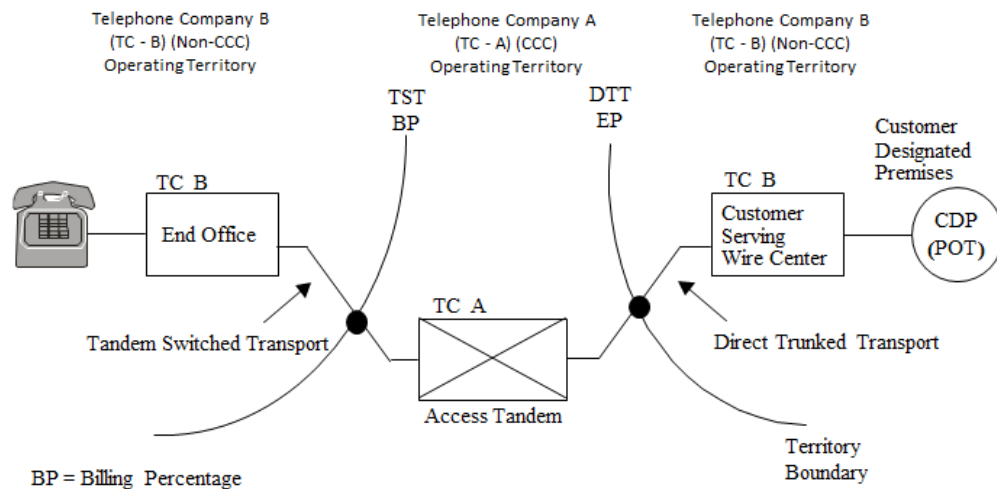 Telephone Company B
(TC - B) (Non-CCC)
Operating Territory
Telephone Company A
(TC - A) (CCC)
Operating Territory
Telephone Company B
(TC - B) (Non-CCC)
Operating Territory
TST
BP
DTT
EP
Customer
Designated
Premises
TC B
End Office
TC B
Customer
Serving
Wire Center
CDP
(POT)
Tandem Switched Transport
TC A
Access Tandem
Direct Trunked Transport
Territory
Boundary
BP = Billing Percentage